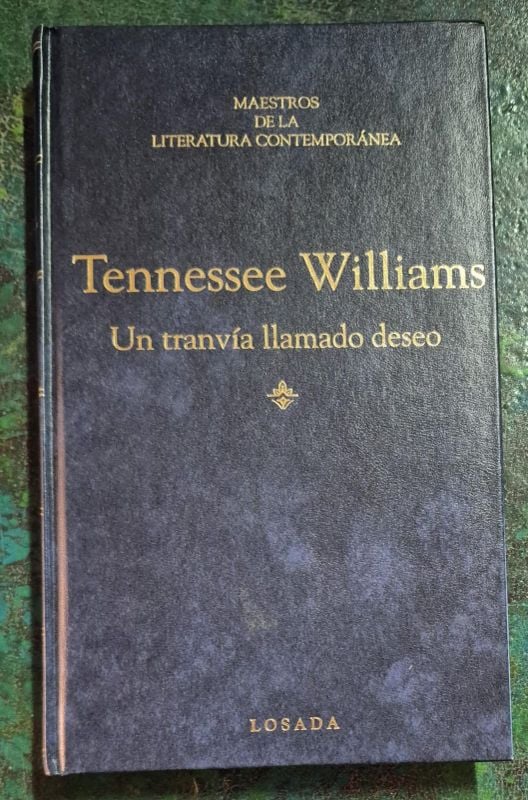 MAESTROS
DE LA
LITERATURA CONTEMPORÁNEA
Tennessee Williams
Un tranvía llamado deseo
LOSADA